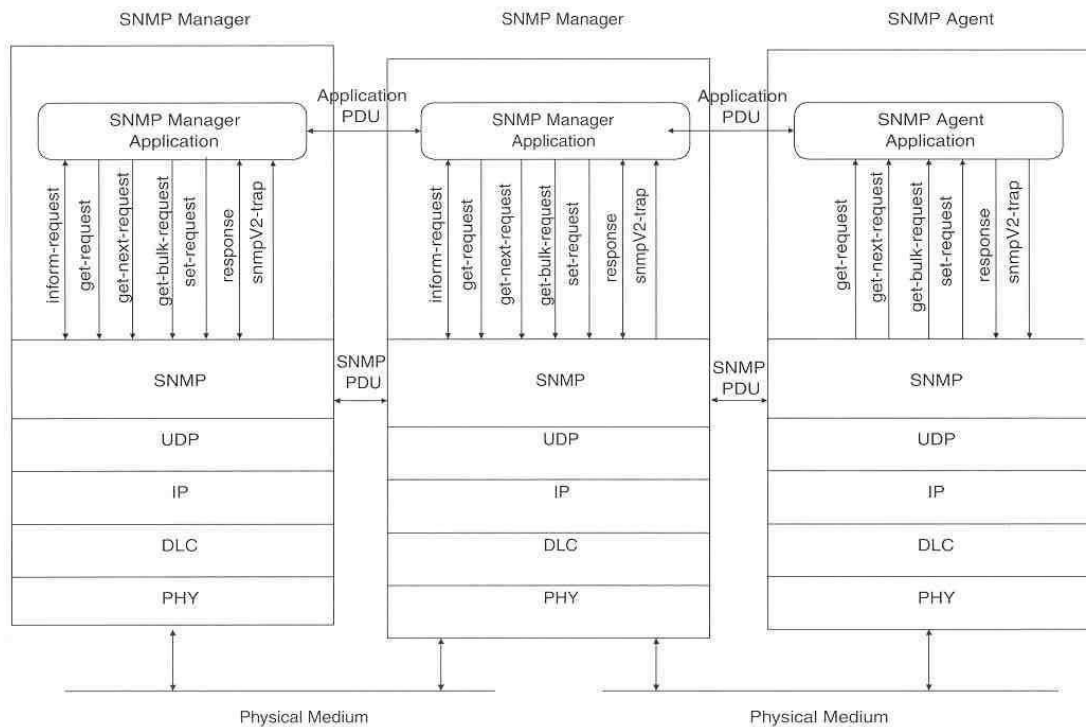 SNMP Manager
SNMP Manager
SNMP Agent
SNMP Manager
Application
Application
PDU
SNMP Manager
Application
Application
PDU
SNMP Agent
Application
inform-request
get-request
get-next-request
get-bulk-request
set-request
response
snmpV2-trap
inform-request
get-request
get-next-request
get-bulk-request
set-request
response
snmpV2-trap
get-request
get-next-request
get-bulk-request
set-request
response
snmpV2-trap
SNMP
SNMP
PDU
SNMP
SNMP
PDU
SNMP
UDP
UDP
UDP
IP
IP
IP
DLC
DLC
DLC
PHY
PHY
PHY
Physical Medium
Physical Medium